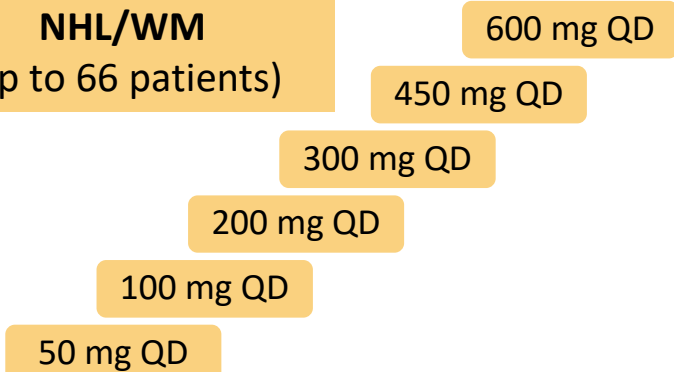 NHL/WM
p to 66 patients)
600 mg QD
450 mg QD
300 mg QD
200 mg QD
100 mg QD
50 mg QD